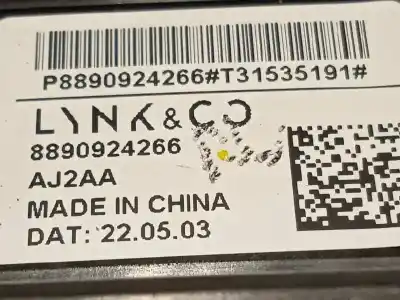 P8890924266#T31535191#
LYNK & CO
8890924266
AJ2AA
MADE IN CHINA
DAT: 22.05.03